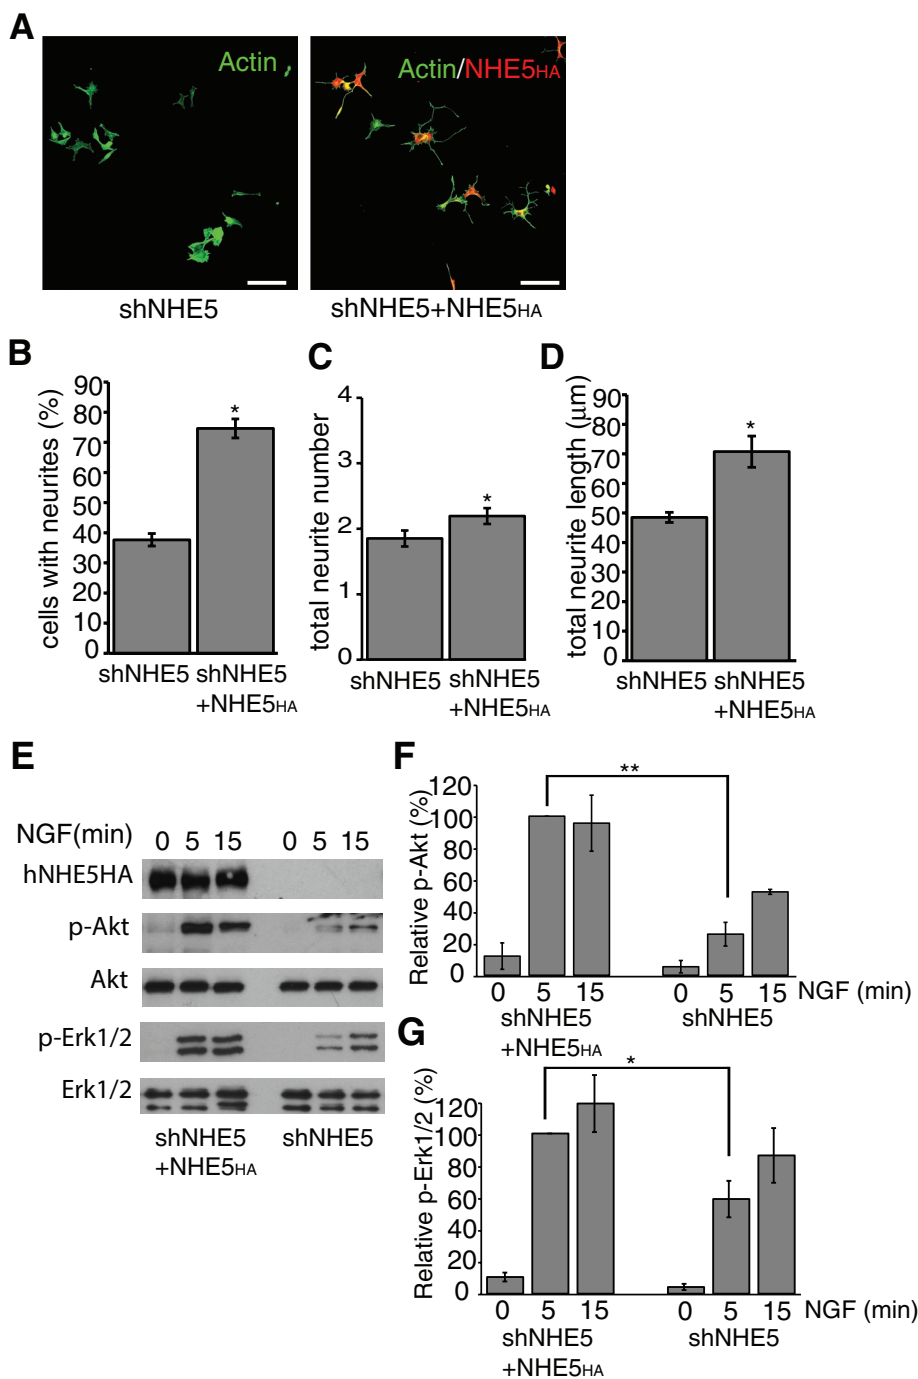 A
Actin
Actin/NHE5HA
shNHE5
shNHE5+NHE5HA
B
cells with neurites (%)
90
80
70
60
50
40
30
20
10
0
*
shNHE5
shNHE5
+NHE5HA
C
total neurite number
4
3
2
1
0
*
shNHE5
shNHE5
+NHE5HA
D
total neurite length (μm)
90
80
70
60
50
40
30
20
10
0
*
shNHE5
shNHE5
+NHE5HA
E
NGF(min)
0 5 15 0 5 15
hNHE5HA
p-Akt
Akt
p-Erk1/2
Erk1/2
shNHE5
+NHE5HA
shNHE5
F
Relative p-Akt (%)
120
100
80
60
40
20
0
**
0 5 15 0 5 15 NGF (min)
shNHE5
+NHE5HA
shNHE5
G
Relative p-Erk1/2 (%)
120
100
80
60
40
20
0
*
0 5 15 0 5 15 NGF (min)
shNHE5
+NHE5HA
shNHE5